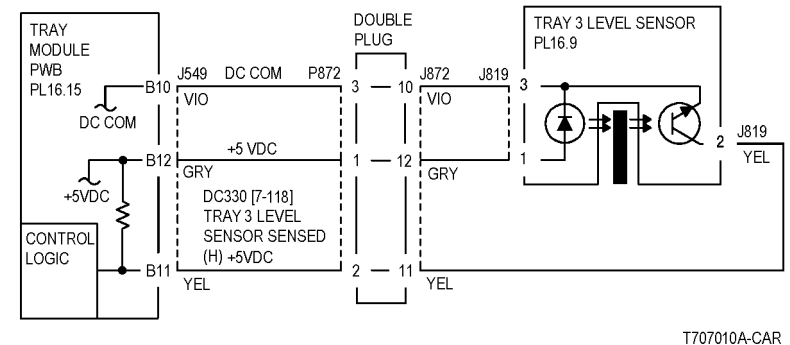 TRAY
MODULE
PWB
PL16.15
B10
DC COM
J549 DC COM P872
VIO
DOUBLE
PLUG
3 — 10
J872 J819
VIO
TRAY 3 LEVEL SENSOR
PL16.9
3
1
2
J819
YEL
B12
+5VDC
+5 VDC
GRY
1 — 12
GRY
DC330 [7-118]
TRAY 3 LEVEL
SENSOR SENSED
(H) +5VDC
CONTROL
LOGIC
B11
YEL
2 — 11
YEL
T707010A-CAR